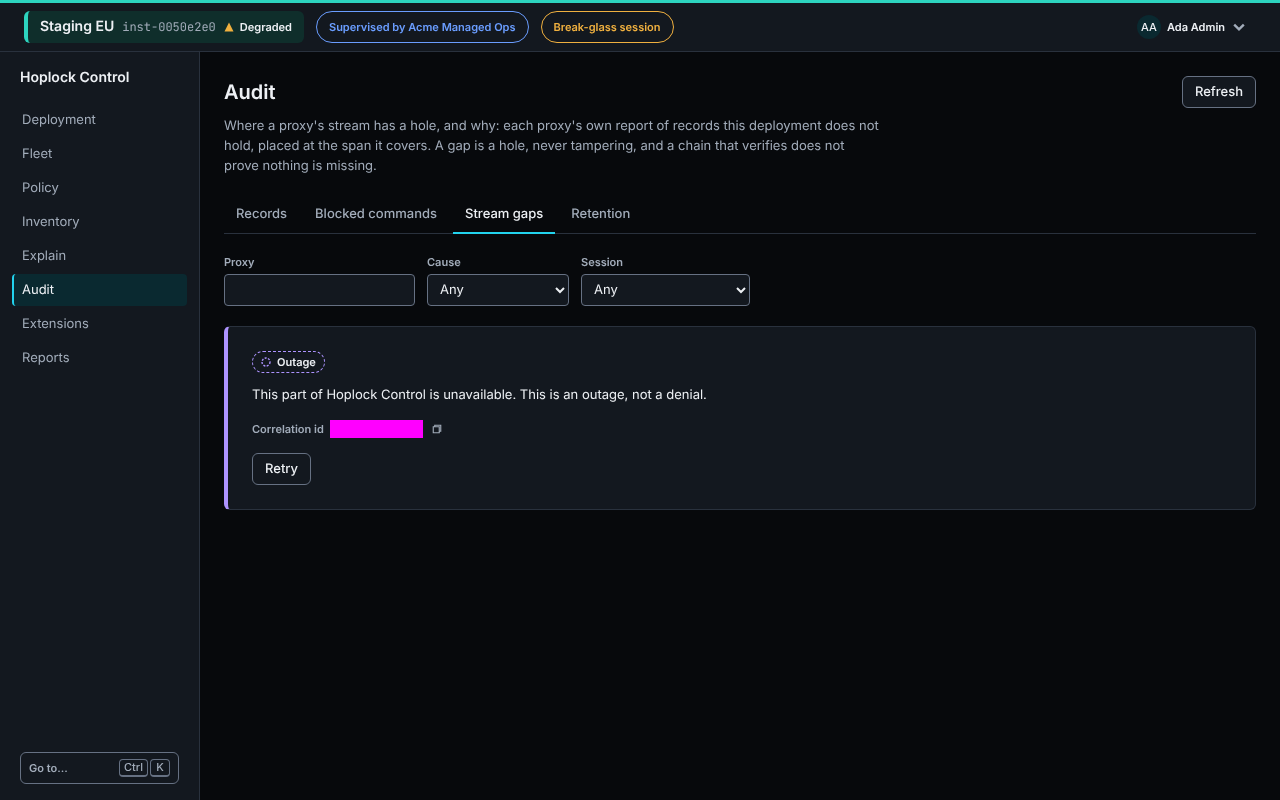 Staging EU inst-0050e2e0 Degraded
Supervised by Acme Managed Ops
Break-glass session
AA Ada Admin
Hoplock Control
Deployment
Fleet
Policy
Inventory
Explain
Audit
Extensions
Reports
Go to... Ctrl K
Audit
Refresh
Where a proxy's stream has a hole, and why: each proxy's own report of records this deployment does not
hold, placed at the span it covers. A gap is a hole, never tampering, and a chain that verifies does not
prove nothing is missing.
Records Blocked commands Stream gaps Retention
Proxy Cause Session
Any Any
Outage
This part of Hoplock Control is unavailable. This is an outage, not a denial.
Correlation id
Retry